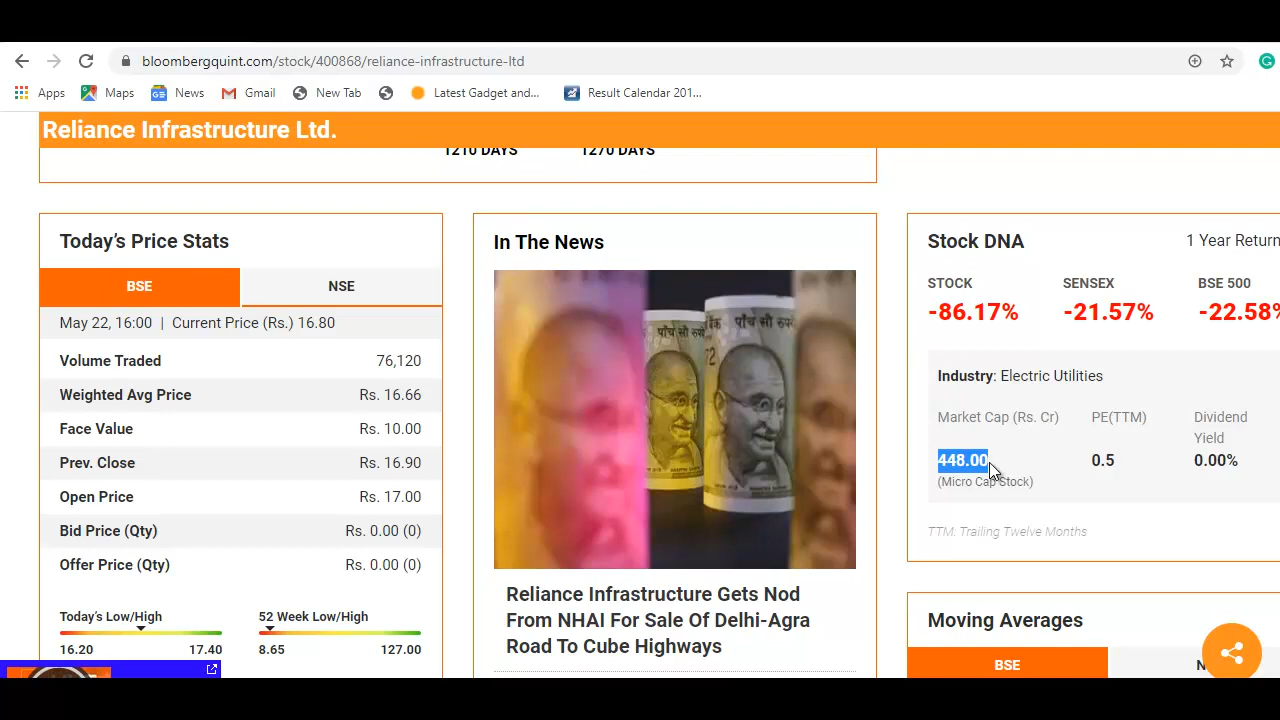 bloombergquint.com/stock/400868/reliance-infrastructure-ltd
Apps Maps News Gmail New Tab Latest Gadget and... Result Calendar 201...
Reliance Infrastructure Ltd.
1210 DAYS 1270 DAYS
Today's Price Stats
BSE NSE
May 22, 16:00 | Current Price (Rs.) 16.80
Volume Traded 76,120
Weighted Avg Price Rs. 16.66
Face Value Rs. 10.00
Prev. Close Rs. 16.90
Open Price Rs. 17.00
Bid Price (Qty) Rs. 0.00 (0)
Offer Price (Qty) Rs. 0.00 (0)
Today's Low/High 52 Week Low/High
16.20 17.40 8.65 127.00
In The News
पाँच सौ रुपये
पाँच सौ रुपये
Reliance Infrastructure Gets Nod
From NHAI For Sale Of Delhi-Agra
Road To Cube Highways
Stock DNA 1 Year Return
STOCK SENSEX BSE 500
-86.17% -21.57% -22.58%
Industry: Electric Utilities
Market Cap (Rs. Cr) PE(TTM) Dividend
Yield
448.00 0.5 0.00%
(Micro Cap Stock)
TTM: Trailing Twelve Months
Moving Averages
BSE N